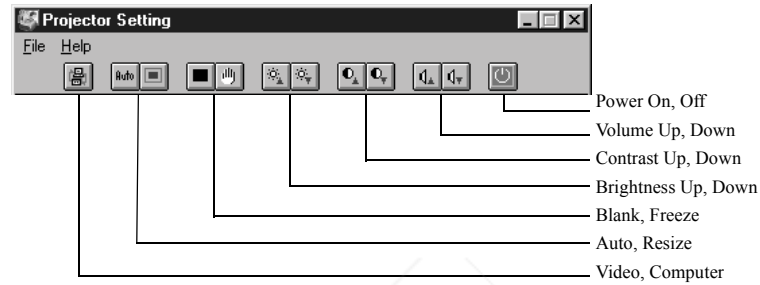 Projector Setting
File Help
Auto
Power On, Off
Volume Up, Down
Contrast Up, Down
Brightness Up, Down
Blank, Freeze
Auto, Resize
Video, Computer